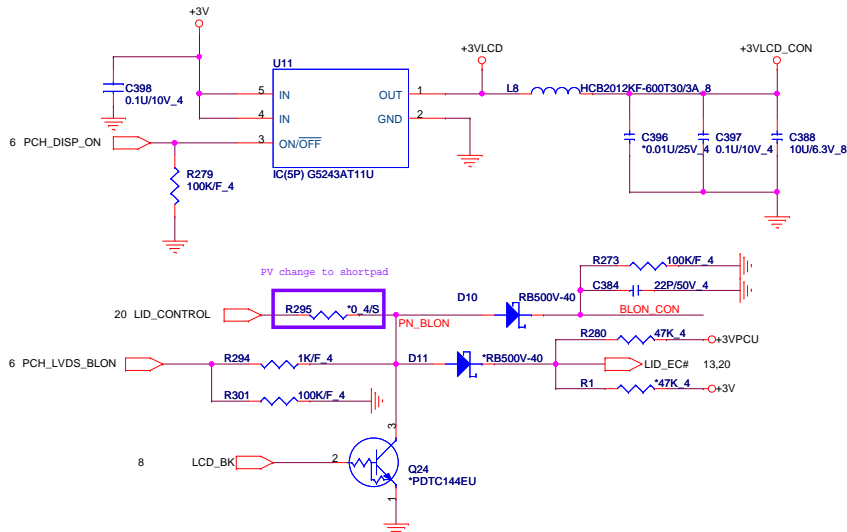 +3V
+3VLCD
+3VLCD_CON
U11
C398
0.1U/10V_4
5
IN
4
IN
3
ON/OFF
OUT
1
GND
2
IC(5P) G5243AT11U
L8
HCB2012KF-600T30/3A_8
C396
*0.01U/25V_4
C397
0.1U/10V_4
C388
10U/6.3V_8
6 PCH_DISP_ON
R279
100K/F_4
PV change to shortpad
R295
*0_4/S
20 LID_CONTROL
PN_BLON
D10
RB500V-40
R273
100K/F_4
C384
22P/50V_4
BLON_CON
6 PCH_LVDS_BLON
R294
1K/F_4
R301
100K/F_4
D11
*RB500V-40
R280
47K_4
+3VPCU
LID_EC# 13,20
R1
*47K_4
+3V
8 LCD_BK
2
3
1
Q24
*PDTC144EU